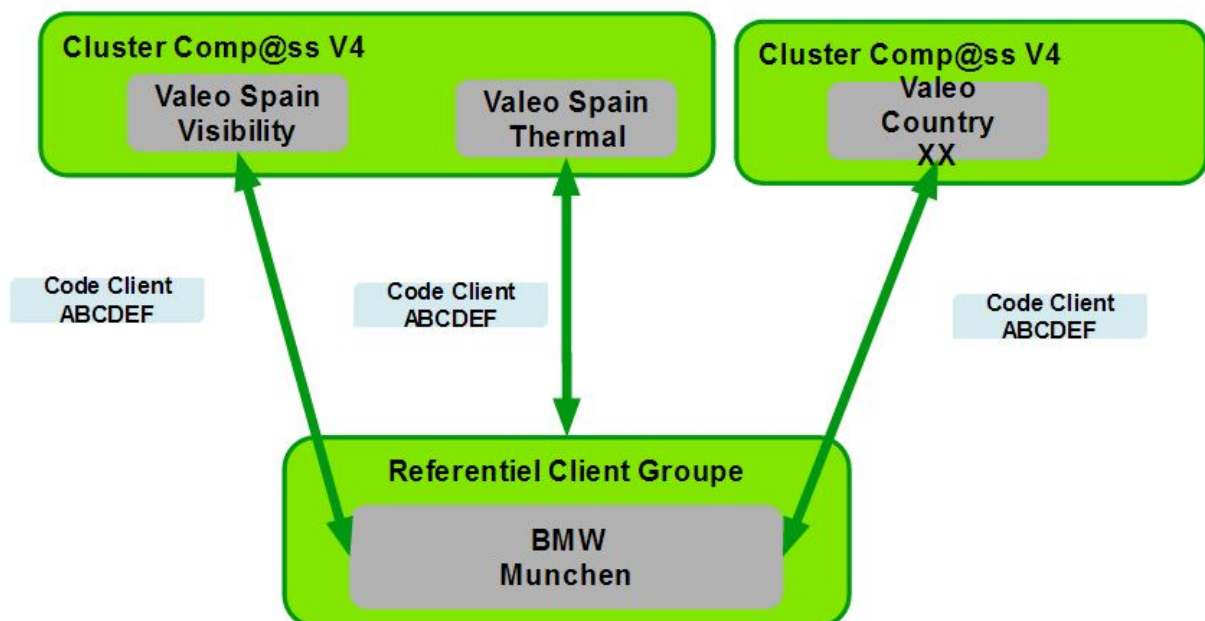 Cluster Comp@ss V4
Valeo Spain
Visibility
Valeo Spain
Thermal
Cluster Comp@ss V4
Valeo
Country
XX
Code Client
ABCDEF
Code Client
ABCDEF
Code Client
ABCDEF
Referentiel Client Groupe
BMW
Munchen